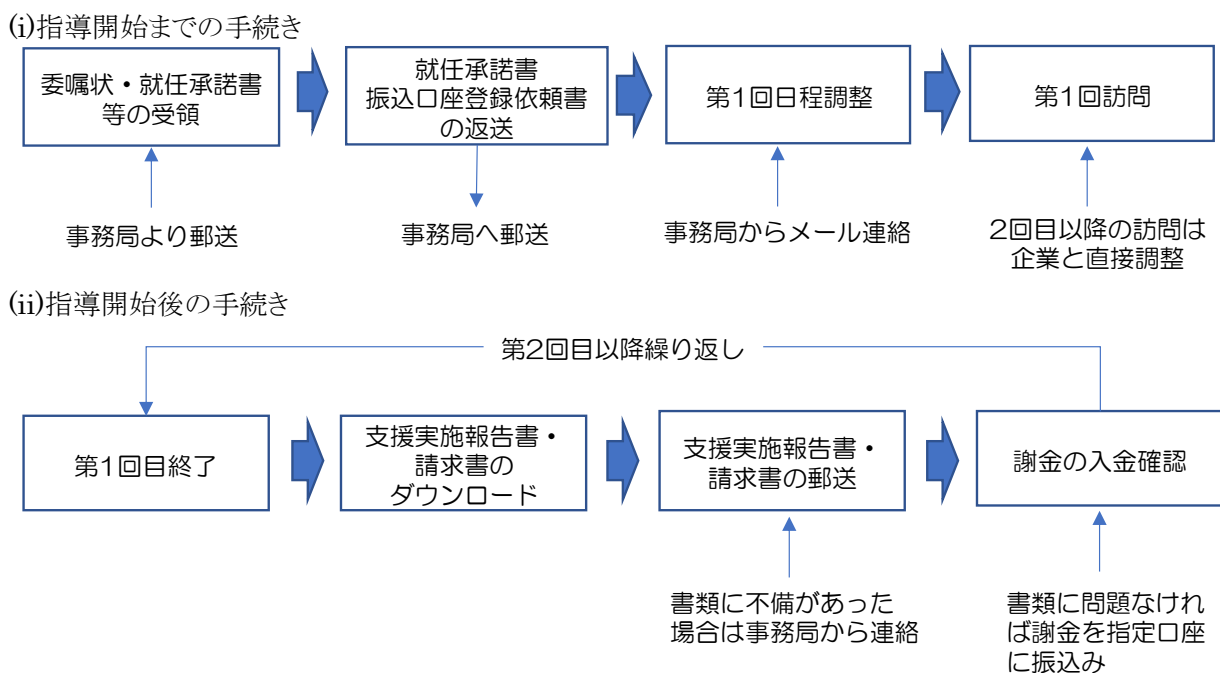 (i)指導開始までの手続き
委嘱状・就任承諾書
等の受領
就任承諾書
振込口座登録依頼書
の返送
第1回日程調整
第1回訪問
事務局より郵送
事務局へ郵送
事務局からメール連絡
2回目以降の訪問は
企業と直接調整
(ii)指導開始後の手続き
第2回目以降繰り返し
第1回目終了
支援実施報告書・
請求書の
ダウンロード
支援実施報告書・
請求書の郵送
謝金の入金確認
書類に不備があった
場合は事務局から連絡
書類に問題なけれ
ば謝金を指定口座
に振込み